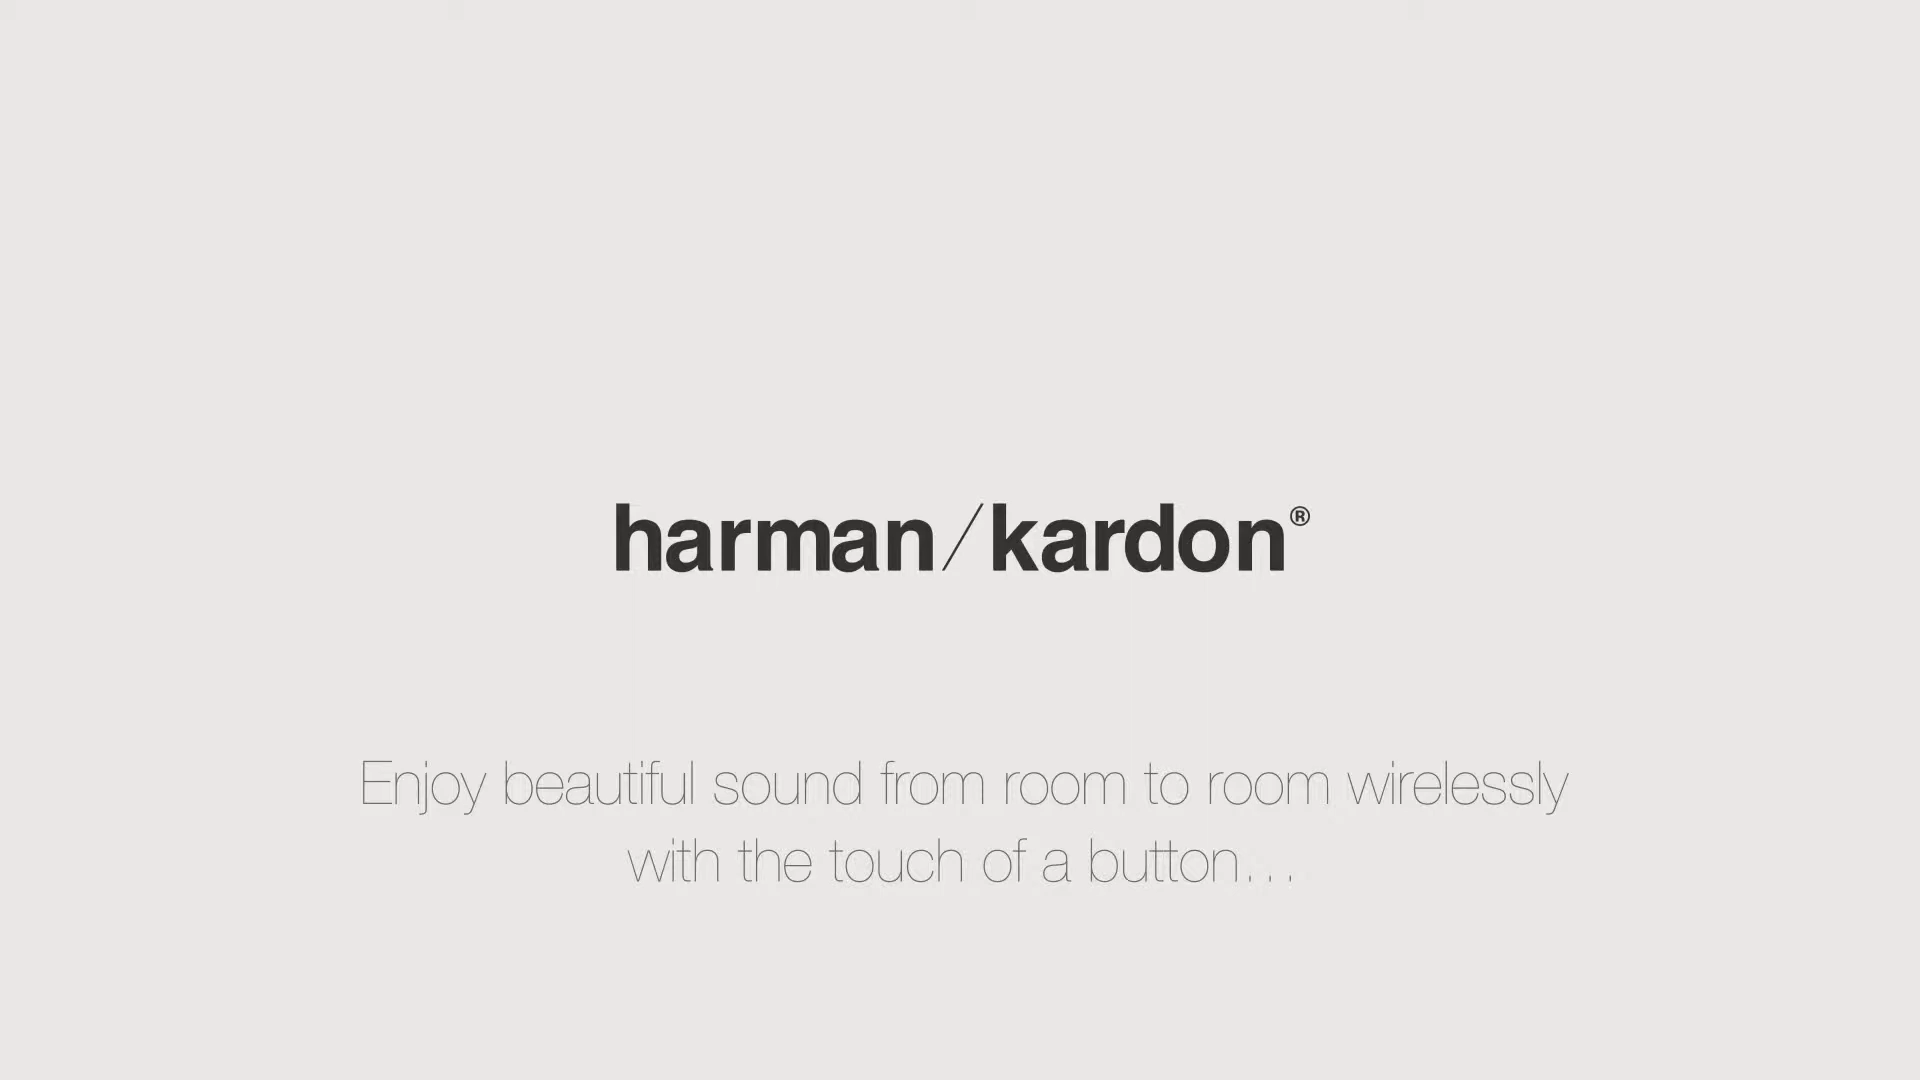 harman/kardon®
Enjoy beautiful sound from room to room wirelessly
with the touch of a button...